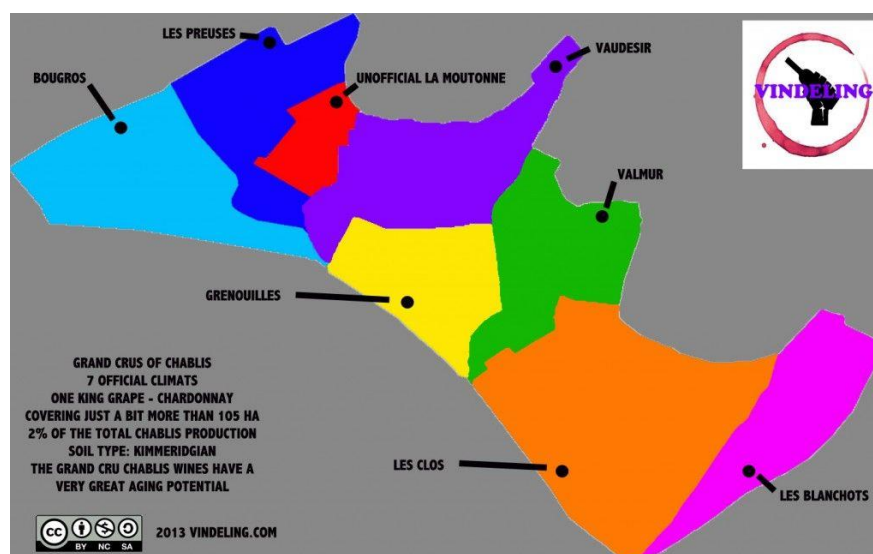 LES PREUSES
VAUDESIR
BOUGROS
UNOFFICIAL LA MOUTONNE
VINDELING
VALMUR
GRENOUILLES
GRAND CRUS OF CHABLIS
7 OFFICIAL CLIMATS
ONE KING GRAPE - CHARDONNAY
COVERING JUST A BIT MORE THAN 105 HA
2% OF THE TOTAL CHABLIS PRODUCTION
SOIL TYPE: KIMMERIDGIAN
THE GRAND CRU CHABLIS WINES HAVE A
VERY GREAT AGING POTENTIAL
LES CLOS
LES BLANCHOTS
cc
BY NC SA
2013 VINDELING.COM